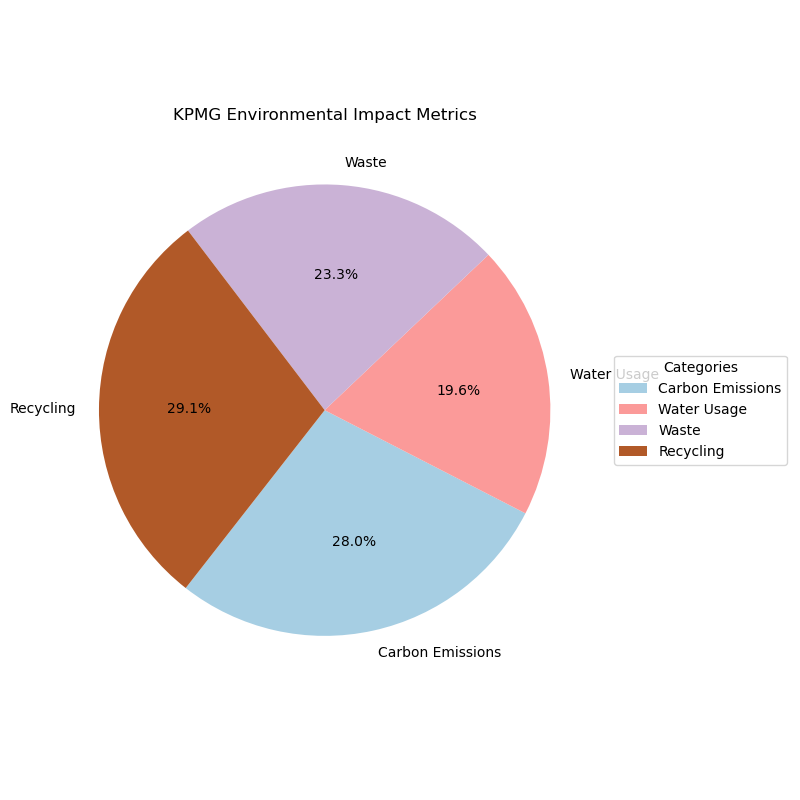 KPMG Environmental Impact Metrics
Waste
23.3%
Water Usage
19.6%
Recycling
29.1%
28.0%
Carbon Emissions
Categories
Carbon Emissions
Water Usage
Waste
Recycling